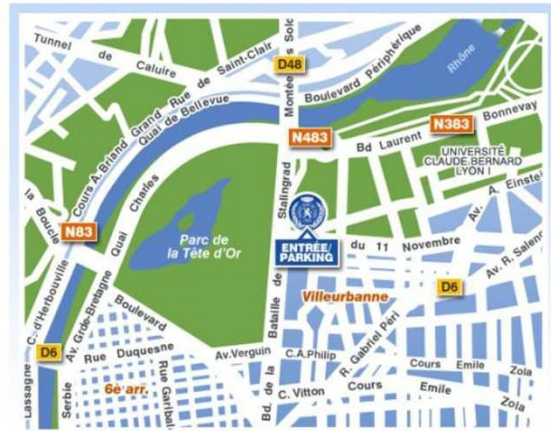 Tunnel de Caluire
Grand Rue de Saint-Clair
D48
Montée des Solo
Boulevard Périphérique
Rhône
Cours A. Briand
Quai de Bellevue
N483
N383
Bd Laurent Bonnevay
UNIVERSITÉ
CLAUDE BERNARD
LYON I
la Boucle
Quai Charles
Stalingrad
A. Einstein
Av.
N83
Parc de
la Tête d'Or
ENTRÉE/
PARKING
du 11 Novembre
Av. R. Saleng
C. d'Herbouville
Av. Grde-Bretagne
Boulevard
Bataille de
Villeurbanne
D6
D6
Rue Duquesne
Av.Verguin
C.A.Philip
R. Gabriel Péri
Cours Emile Zola
6e arr.
Rue Garibal
Lassagne
Serbie
Bd. de la
C. Vitton
Cours Emile Zola